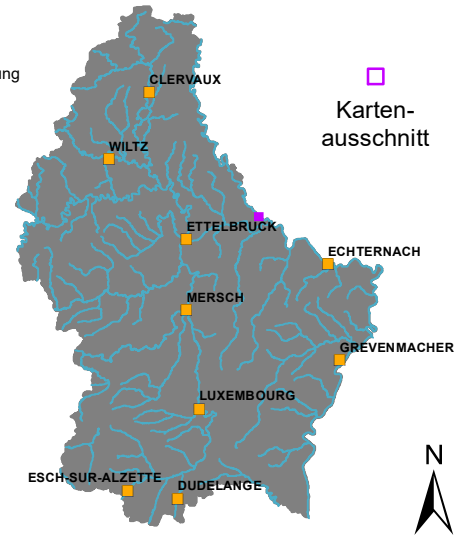 CLERVAUX
Karten-
ausschnitt
WILTZ
ETTELBRUCK
ECHTERNACH
MERSCH
GREVENMACHER
LUXEMBOURG
ESCH-SUR-ALZETTE
DUDELANGE
N